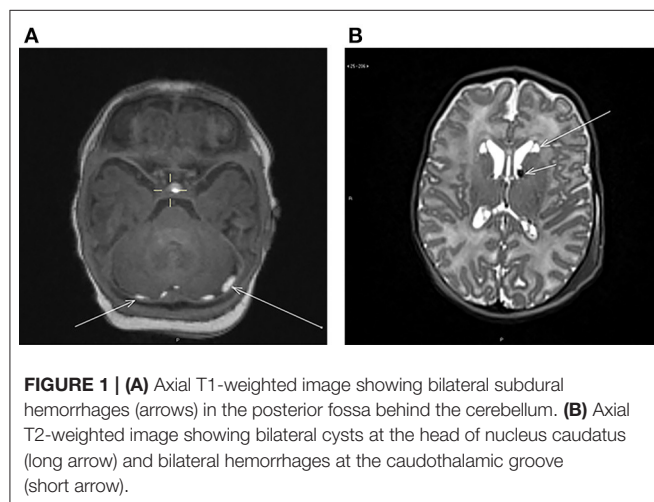 A
B
FIGURE 1 | (A) Axial T1-weighted image showing bilateral subdural
hemorrhages (arrows) in the posterior fossa behind the cerebellum. (B) Axial
T2-weighted image showing bilateral cysts at the head of nucleus caudatus
(long arrow) and bilateral hemorrhages at the caudothalamic groove
(short arrow).